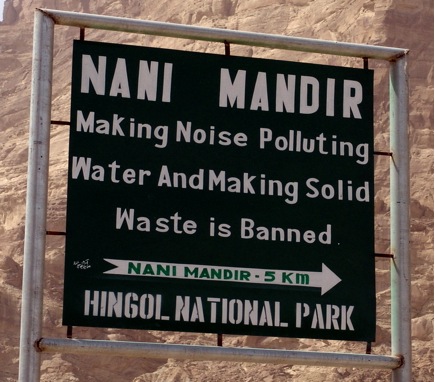 NANI MANDIR
Making Noise Polluting
Water And Making Solid
Waste is Banned
NANI MANDIR - 5 Km
HINGOL NATIONAL PARK